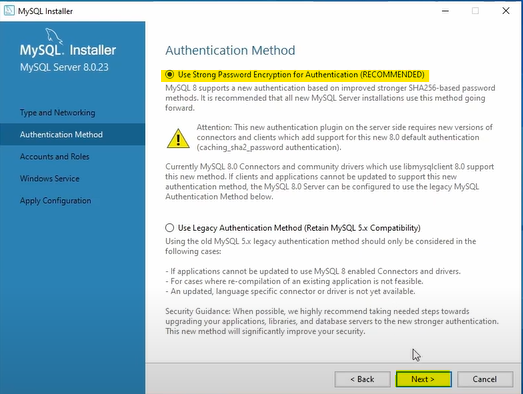 MySQL Installer
MySQL. Installer
MySQL Server 8.0.23
Type and Networking
Authentication Method
Accounts and Roles
Windows Service
Apply Configuration
Authentication Method
Use Strong Password Encryption for Authentication (RECOMMENDED)
MySQL 8 supports a new authentication based on improved stronger SHA256-based password
methods. It is recommended that all new MySQL Server installations use this method going
forward.
Attention: This new authentication plugin on the server side requires new versions of
connectors and clients which add support for this new 8.0 default authentication
(caching_sha2_password authentication).
Currently MySQL 8.0 Connectors and community drivers which use libmysqlclient 8.0 support
this new method. If clients and applications cannot be updated to support this new
authentication method, the MySQL 8.0 Server can be configured to use the legacy MySQL
Authentication Method below.
Use Legacy Authentication Method (Retain MySQL 5.x Compatibility)
Using the old MySQL 5.x legacy authentication method should only be considered in the
following cases:
- If applications cannot be updated to use MySQL 8 enabled Connectors and drivers.
- For cases where re-compilation of an existing application is not feasible.
- An updated, language specific connector or driver is not yet available.
Security Guidance: When possible, we highly recommend taking needed steps towards
upgrading your applications, libraries, and database servers to the new stronger authentication.
This new method will significantly improve your security.
< Back
Next >
Cancel